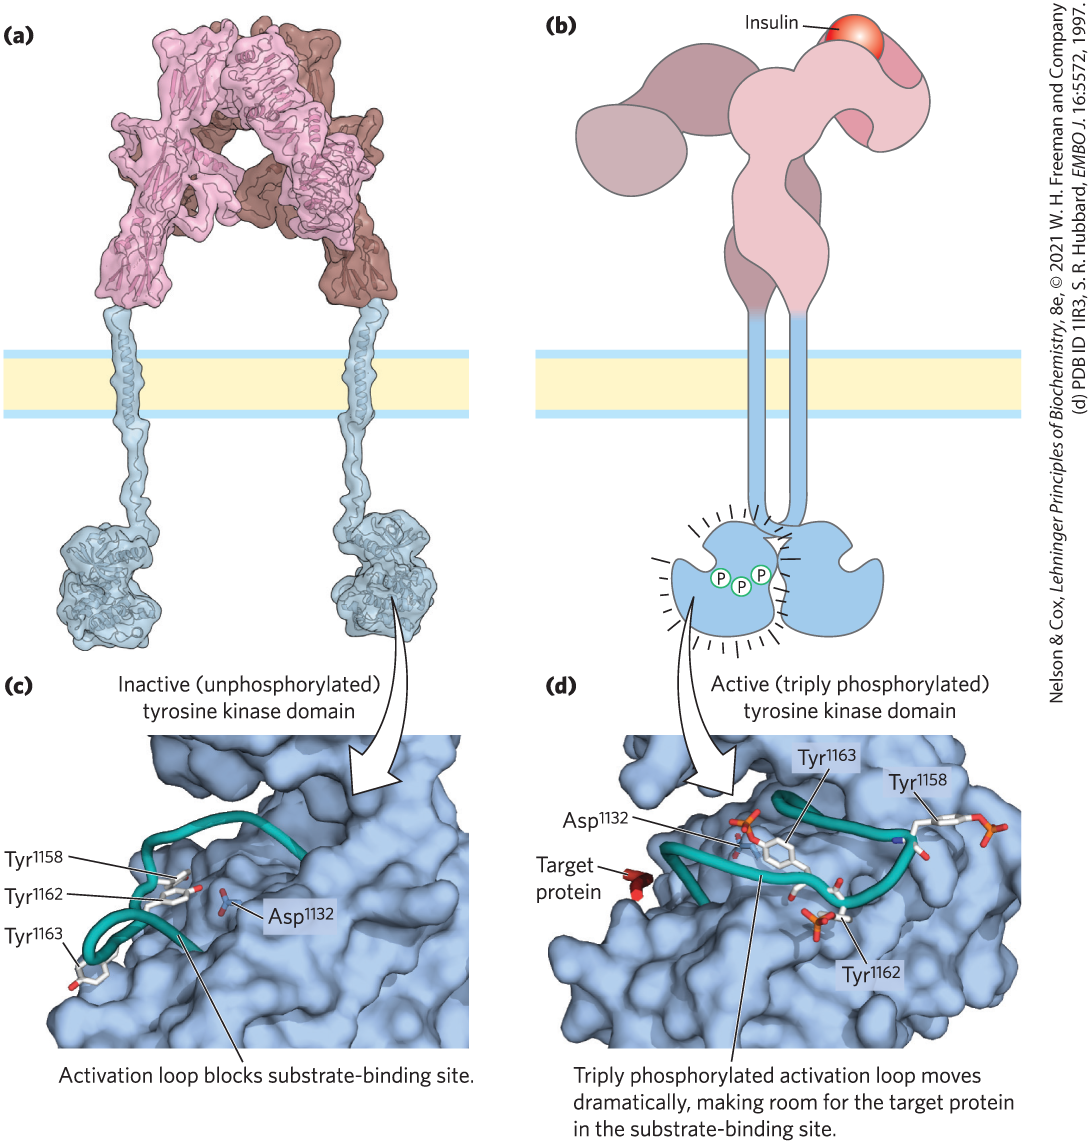 (a)
(b)
Insulin
P
P
P
(c)
Inactive (unphosphorylated)
tyrosine kinase domain
Tyr1158
Tyr1162
Tyr1163
Asp1132
Activation loop blocks substrate-binding site.
(d)
Active (triply phosphorylated)
tyrosine kinase domain
Tyr1163
Tyr1158
Asp1132
Target
protein
Tyr1162
Triply phosphorylated activation loop moves
dramatically, making room for the target protein
in the substrate-binding site.
Nelson & Cox, Lehninger Principles of Biochemistry, 8e, © 2021 W. H. Freeman and Company
(d) PDB ID 1IR3, S. R. Hubbard, EMBO J. 16:5572, 1997.